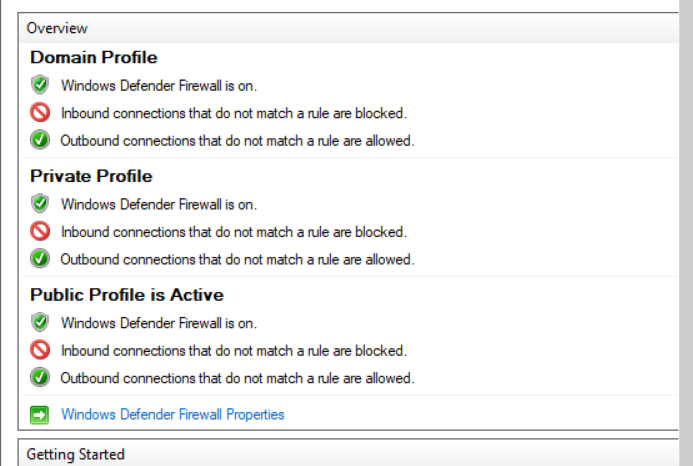 Overview
Domain Profile
Windows Defender Firewall is on.
Inbound connections that do not match a rule are blocked.
Outbound connections that do not match a rule are allowed.
Private Profile
Windows Defender Firewall is on.
Inbound connections that do not match a rule are blocked.
Outbound connections that do not match a rule are allowed.
Public Profile is Active
Windows Defender Firewall is on.
Inbound connections that do not match a rule are blocked.
Outbound connections that do not match a rule are allowed.
Windows Defender Firewall Properties
Getting Started